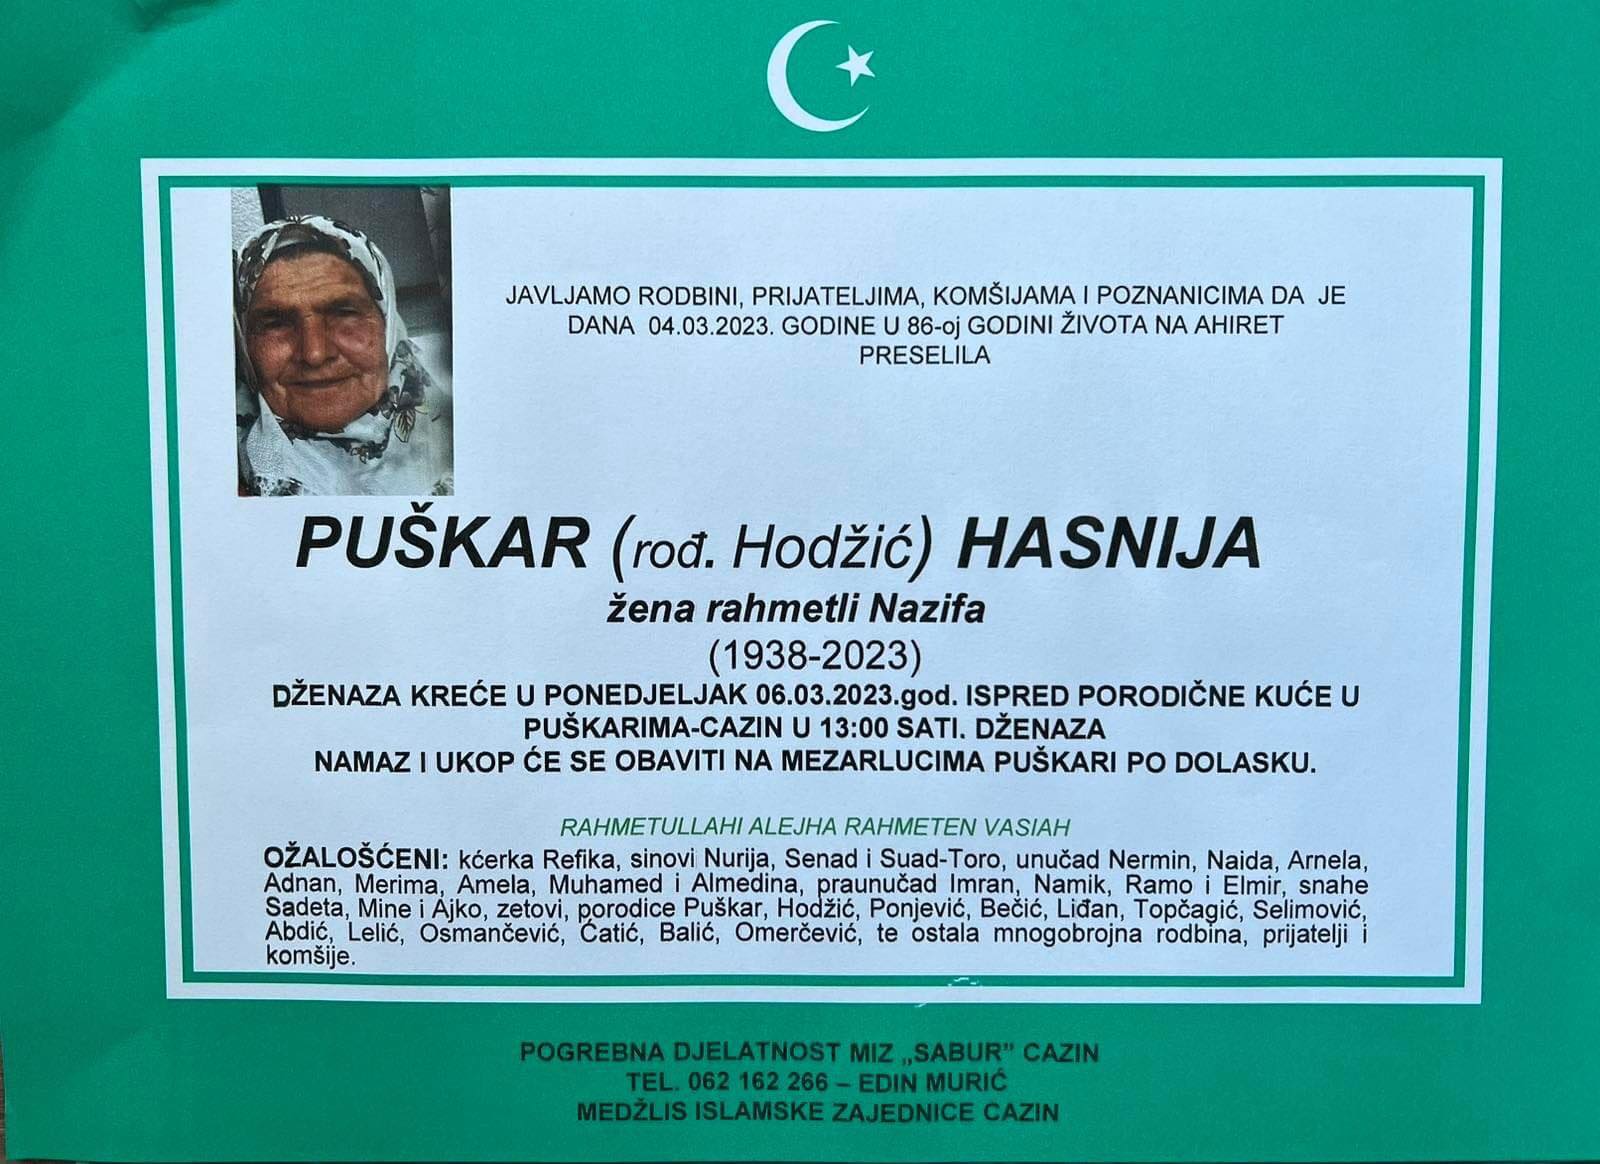 JAVLJAMO RODBINI, PRIJATELJIMA, KOMŠIJAMA I POZNANICIMA DA JE
DANA 04.03.2023. GODINE U 86-oj GODINI ŽIVOTA NA AHIRET
PRESELILA
PUŠKAR (rođ. Hodžić) HASNIJA
žena rahmetli Nazifa
(1938-2023)
DŽENAZA KREĆE U PONEDJELJAK 06.03.2023.god. ISPRED PORODIČNE KUĆE U
PUŠKARIMA-CAZIN U 13:00 SATI. DŽENAZA
NAMAZ I UKOP ĆE SE OBAVITI NA MEZARLUCIMA PUŠKARI PO DOLASKU.
RAHMETULLAHI ALEJHA RAHMETEN VASIAH
OŽALOŠĆENI: kćerka Refika, sinovi Nurija, Senad i Suad-Toro, unučad Nermin, Naida, Arnela,
Adnan, Merima, Amela, Muhamed i Almedina, praunučad Imran, Namik, Ramo i Elmir, snahe
Sadeta, Mine i Ajko, zetovi, porodice Puškar, Hodžić, Ponjević, Bečić, Liđan, Topčagić, Selimović,
Abdić, Lelić, Osmančević, Ćatić, Balić, Omerčević, te ostala mnogobrojna rodbina, prijatelji i
komšije.
POGREBNA DJELATNOST MIZ „SABUR” CAZIN
TEL. 062 162 266 – EDIN MURIĆ
MEDŽLIS ISLAMSKE ZAJEDNICE CAZIN